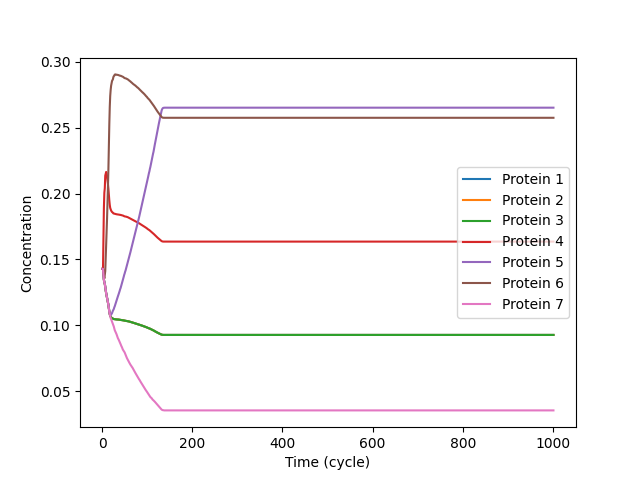 0.30
0.25
0.20
0.15
0.10
0.05
Concentration
0
200
400
600
800
1000
Time (cycle)
Protein 1
Protein 2
Protein 3
Protein 4
Protein 5
Protein 6
Protein 7